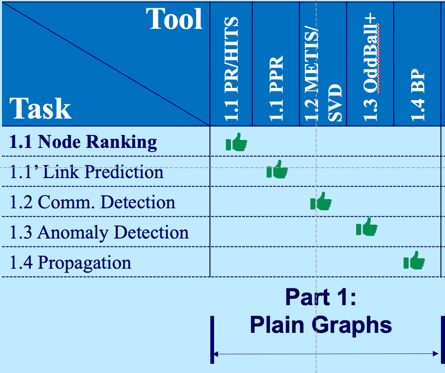 Tool
Task
1.1 PR/HITS
1.1 PPR
1.2 METIS/
SVD
1.3 OddBall+
1.4 BP
1.1 Node Ranking
1.1’ Link Prediction
1.2 Comm. Detection
1.3 Anomaly Detection
1.4 Propagation
Part 1:
Plain Graphs